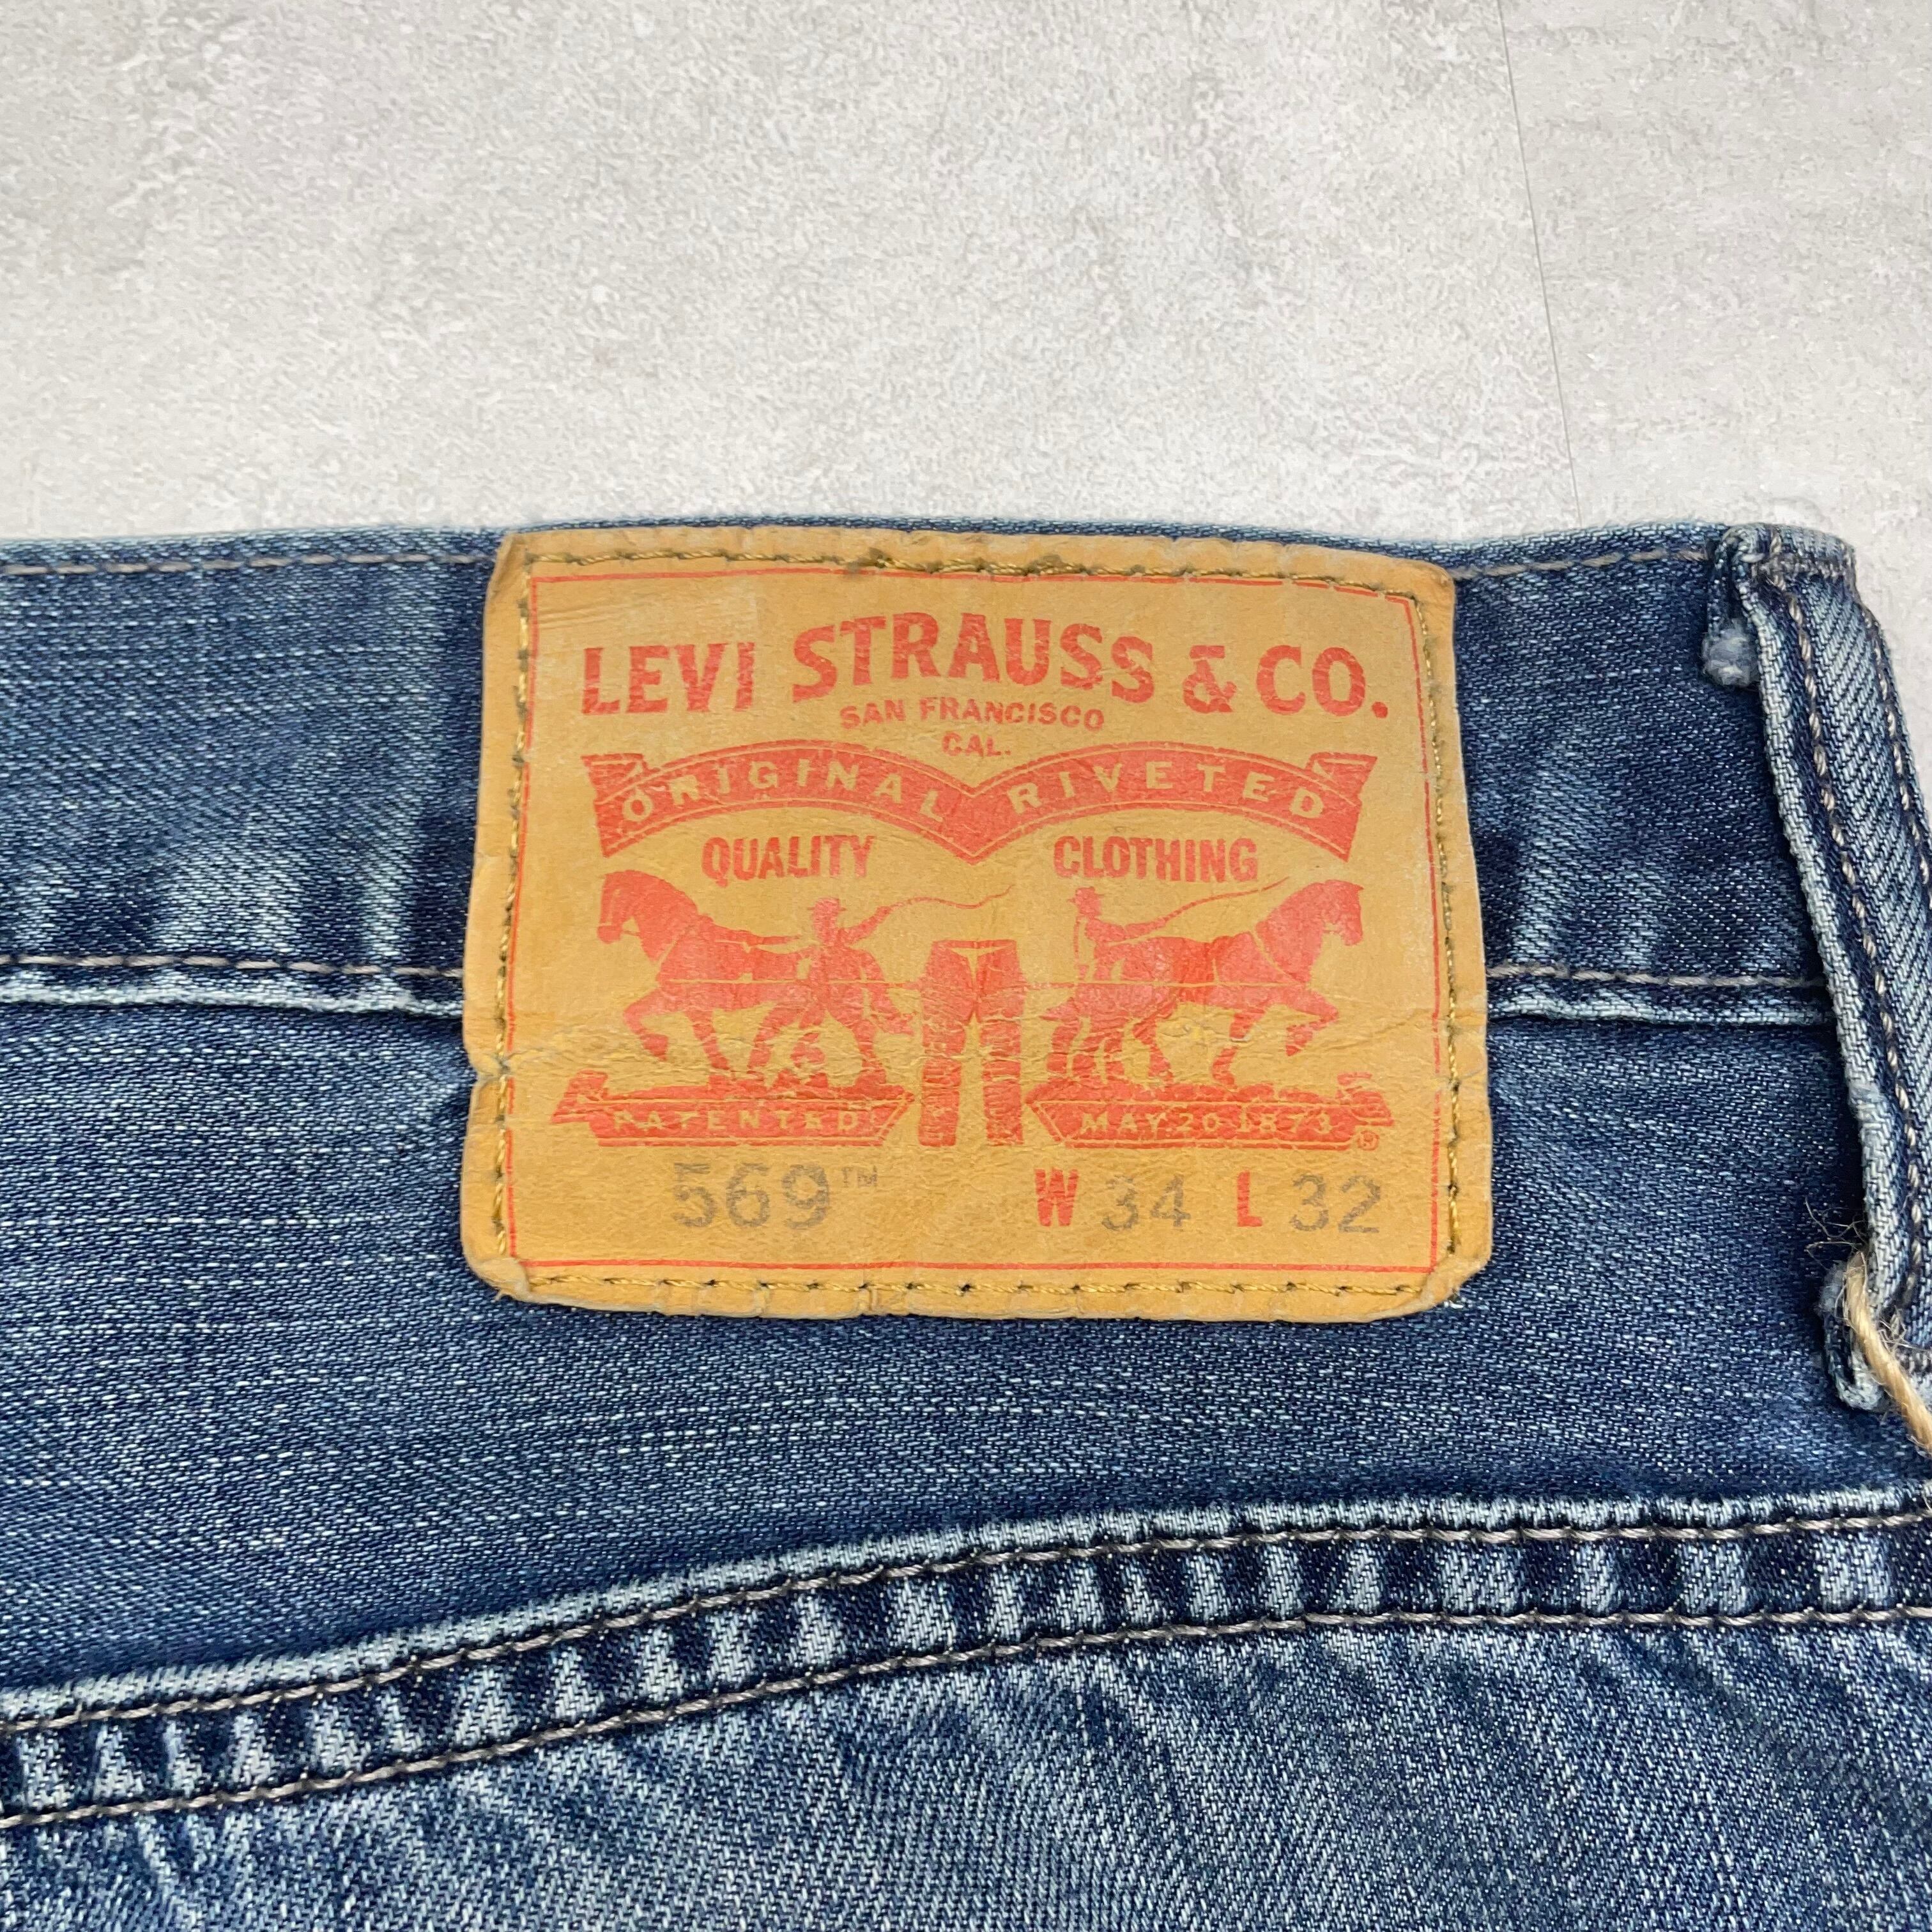 LEVI STRAUSS & CO.
SAN FRANCISCO
CAL.
ORIGINAL RIVETED
QUALITY CLOTHING
PATENTED MAY 20 1873 ®
569™ W 34 L 32